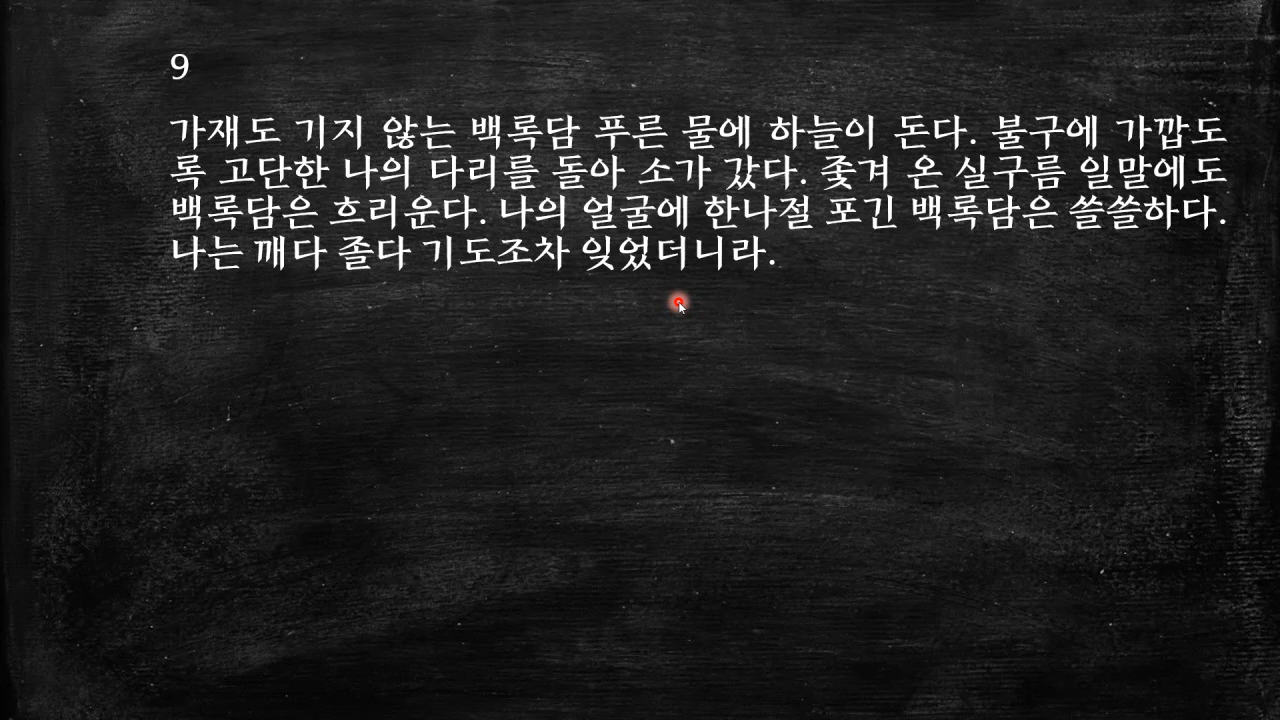 9
가재도 기지 않는 백록담 푸른 물에 하늘이 돈다. 불구에 가깝도
록 고단한 나의 다리를 돌아 소가 갔다. 좇겨 온 실구름 일말에도
백록담은 흐리운다. 나의 얼굴에 한나절 포긴 백록담은 쓸쓸하다.
나는 깨다 졸다 기도조차 잊었더니라.